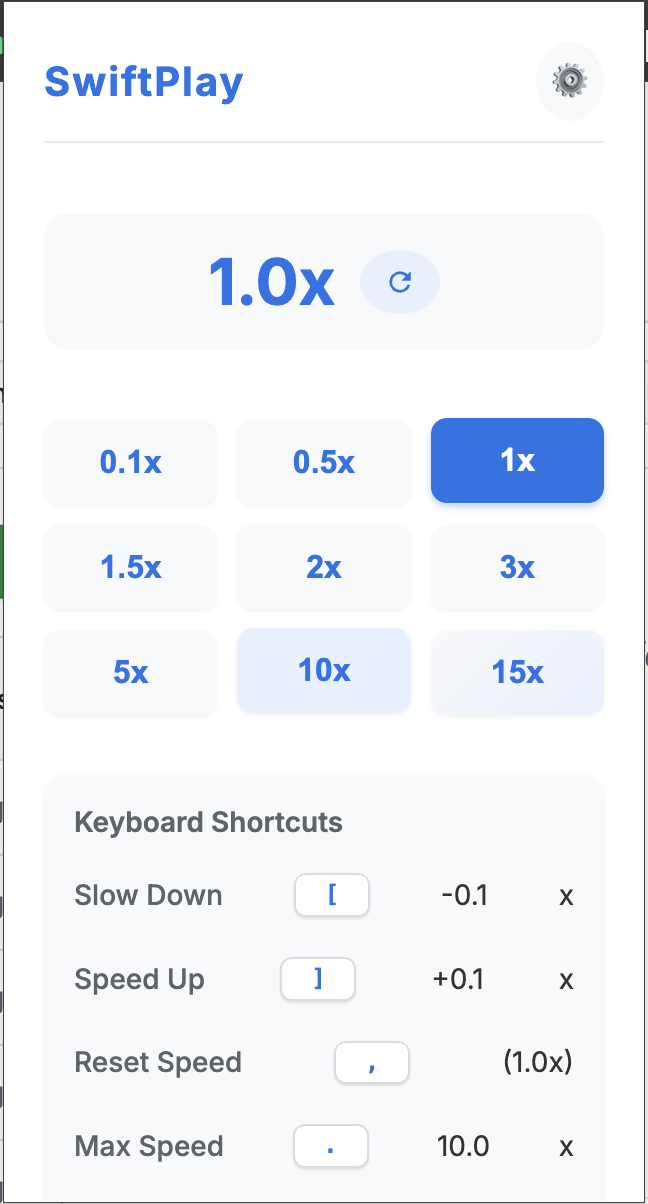 SwiftPlay
1.0x
0.1x 0.5x 1x
1.5x 2x 3x
5x 10x 15x
Keyboard Shortcuts
Slow Down [ -0.1 x
Speed Up ] +0.1 x
Reset Speed , (1.0x)
Max Speed . 10.0 x